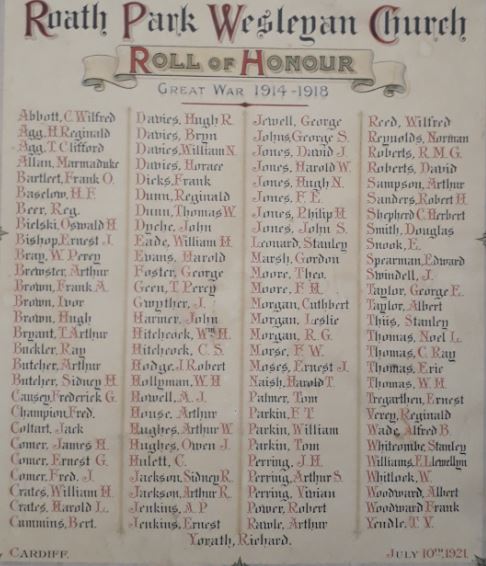 Roath Park Wesleyan Church
ROLL OF HONOUR
GREAT WAR 1914-1918
Abbott, C. Wilfred
Agg, H. Reginald
Agg, T. Clifford
Allan, Marmaduke
Bartlett, Frank O.
Baselow, H. F.
Beer, Reg.
Bielski, Oswald H.
Bishop, Ernest J.
Bray, W. Percy
Brewster, Arthur
Brown, Frank A.
Brown, Ivor
Brown, Hugh
Bryant, T. Arthur
Buckler, Ray
Butcher, Arthur
Butcher, Sidney H.
Causey, Frederick G.
Champion, Fred.
Coltart, Jack
Comer, James H.
Comer, Ernest G.
Comer, Fred. J.
Crates, William H.
Crates, Harold L.
Cummins, Bert.
Davies, Hugh R.
Davies, Bryn
Davies, William N.
Davies, Horace
Dicks, Frank
Dunn, Reginald
Dunn, Thomas W.
Dyche, John
Eade, William H.
Evans, Harold
Foster, George
Geen, T. Percy
Gwyther, J.
Harmer, John
Hitchcock, Wm. H.
Hitchcock, C. S.
Hodge, J. Robert
Hollyman, W. H
Howell, A. J.
House, Arthur
Hughes, Arthur W.
Hughes, Owen J.
Hulett, C.
Jackson, Sidney R.
Jackson, Arthur R.
Jenkins, A. P
Jenkins, Ernest
Jewell, George
Johns, George S.
Jones, David J.
Jones, Harold W.
Jones, Hugh N.
Jones, F. E.
Jones, Philip H
Jones, John S.
Leonard, Stanley
Marsh, Gordon
Moore, Theo.
Moore, F. H.
Morgan, Cuthbert
Morgan, Leslie
Morgan, R. G.
Morse, F. W.
Moses, Ernest J.
Naish, Harold T.
Palmer, Tom
Parkin, F. T
Parkin, William
Parkin, Tom
Perring, J. H.
Perring, Arthur S.
Perring, Vivian
Power, Robert
Rawle, Arthur
Reed, Wilfred
Reynolds, Norman
Roberts, R. M. G.
Roberts, David
Sampson, Arthur
Sanders, Robert H.
Shepherd C. Herbert
Smith, Douglas
Snook, E.
Spearman, Edward
Swindell, J.
Taylor, George E.
Taylor, Albert
Stanley
Thomas, Noel L.
Thomas, C. Ray
Thomas, Eric
Thomas, W. H
Tregarthen, Ernest
Verey, Reginald
Wade, Alfred B.
Whitcombe, Stanley
Williams, E. Llewellyn
Whitlock, W.
Woodward, Albert
Woodward Frank
Yendle, T. V.
Yorath, Richard.
CARDIFF.
JULY 10TH. 1921.